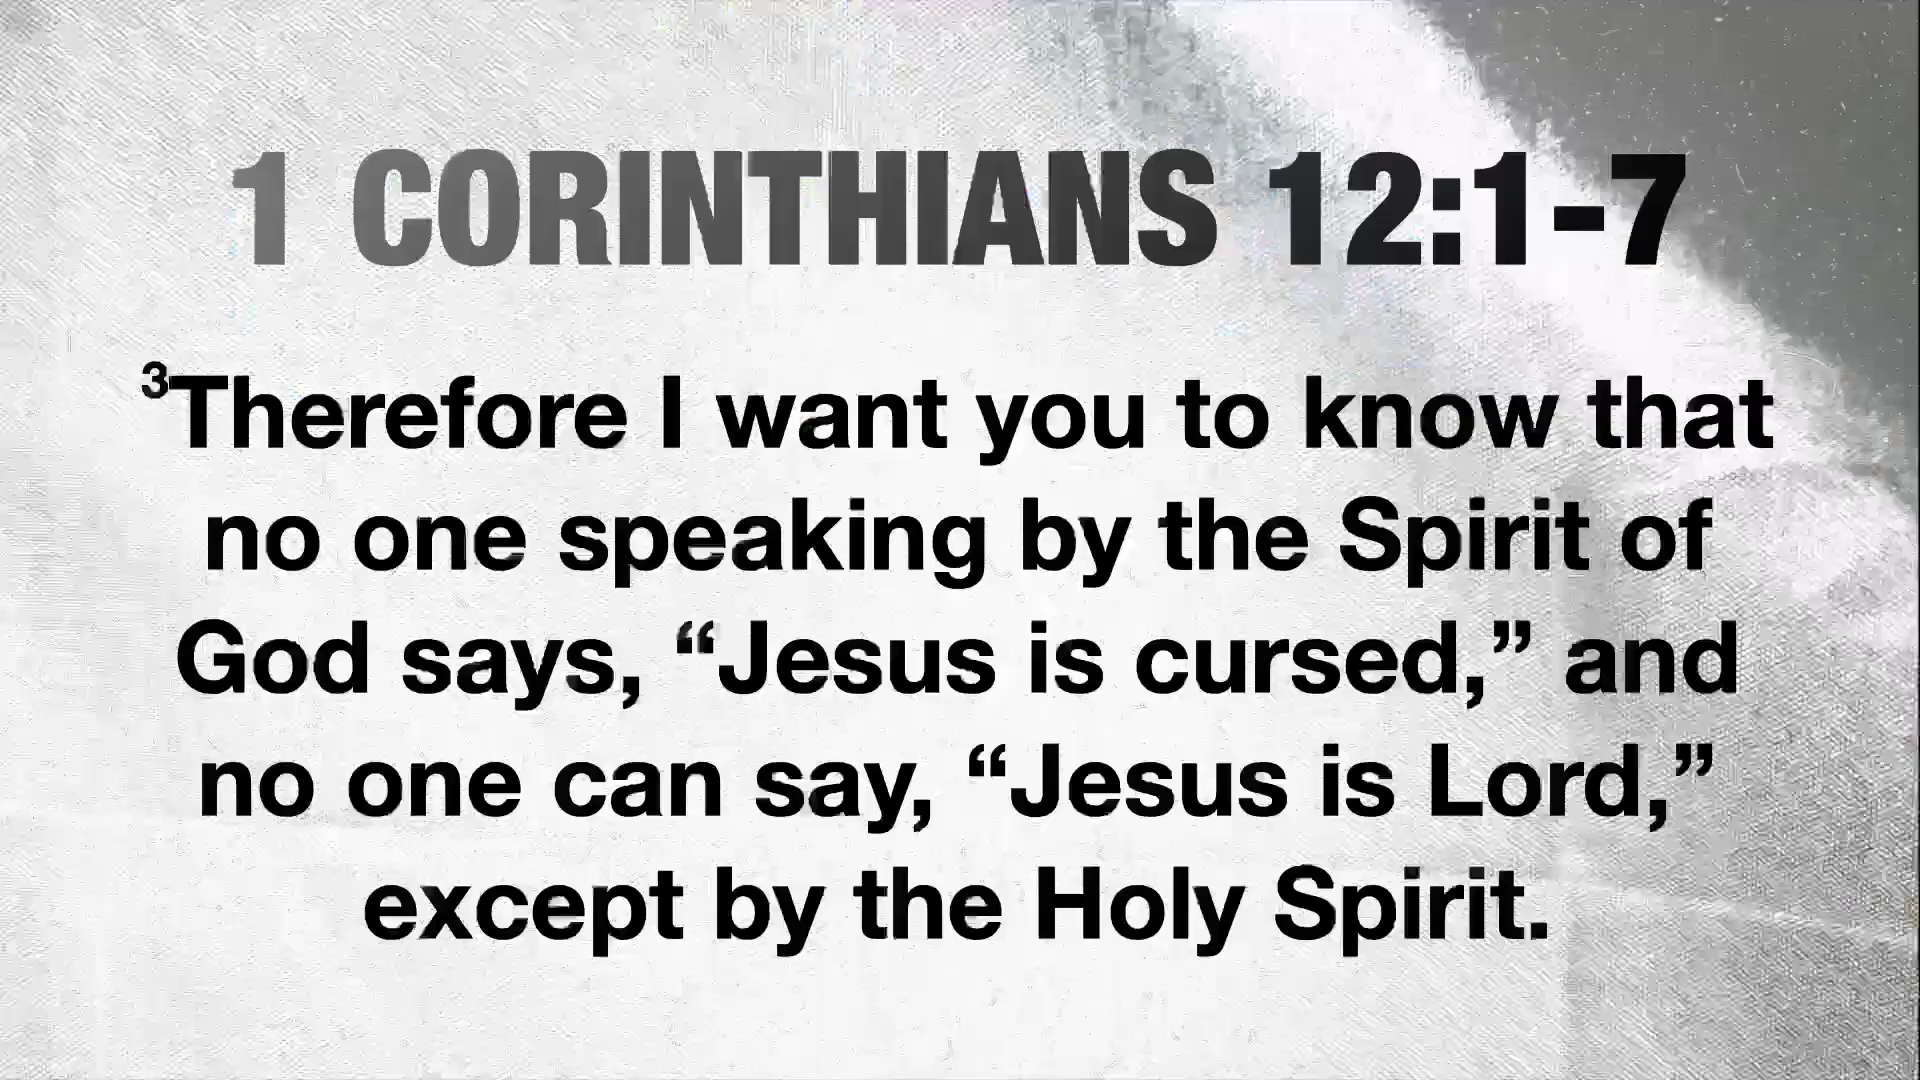 1 CORINTHIANS 12:1-7
³Therefore I want you to know that
no one speaking by the Spirit of
God says, “Jesus is cursed,” and
no one can say, “Jesus is Lord,”
except by the Holy Spirit.